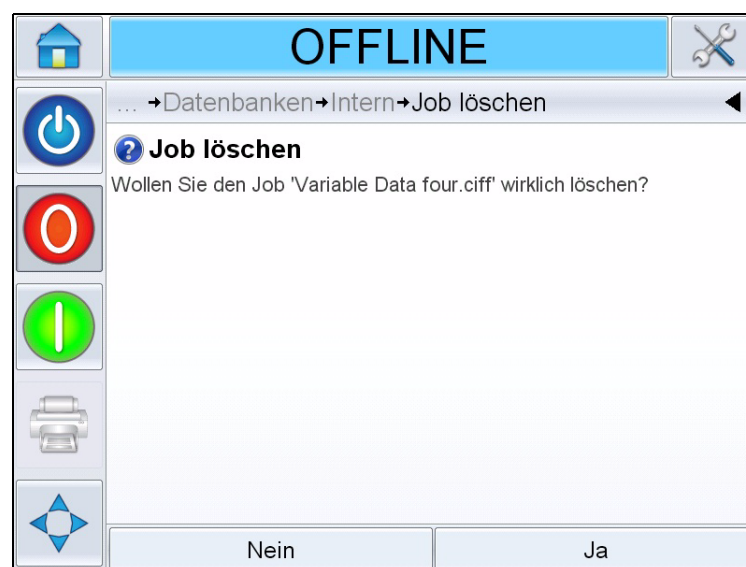 OFFLINE
... →Datenbanken→Intern→Job löschen
Job löschen
Wollen Sie den Job 'Variable Data four.ciff' wirklich löschen?
Nein Ja